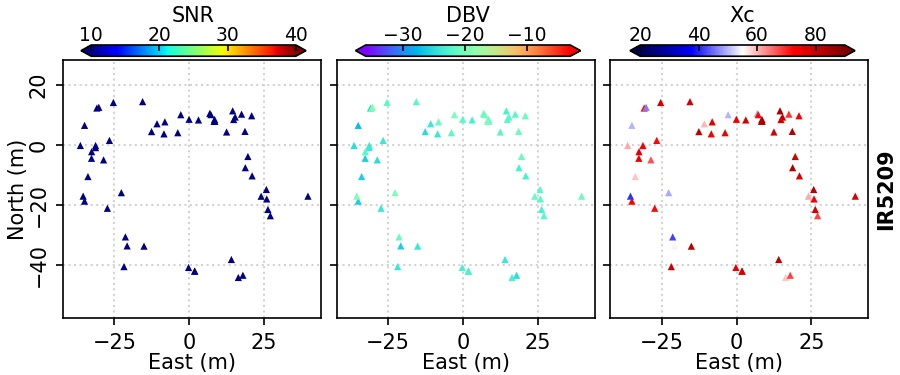 SNR DBV Xc
10 20 30 40 −30 −20 −10 20 40 60 80
20
0
−20
−40
North (m)
−25 0 25 −25 0 25 −25 0 25
East (m) East (m) East (m)
IR5209